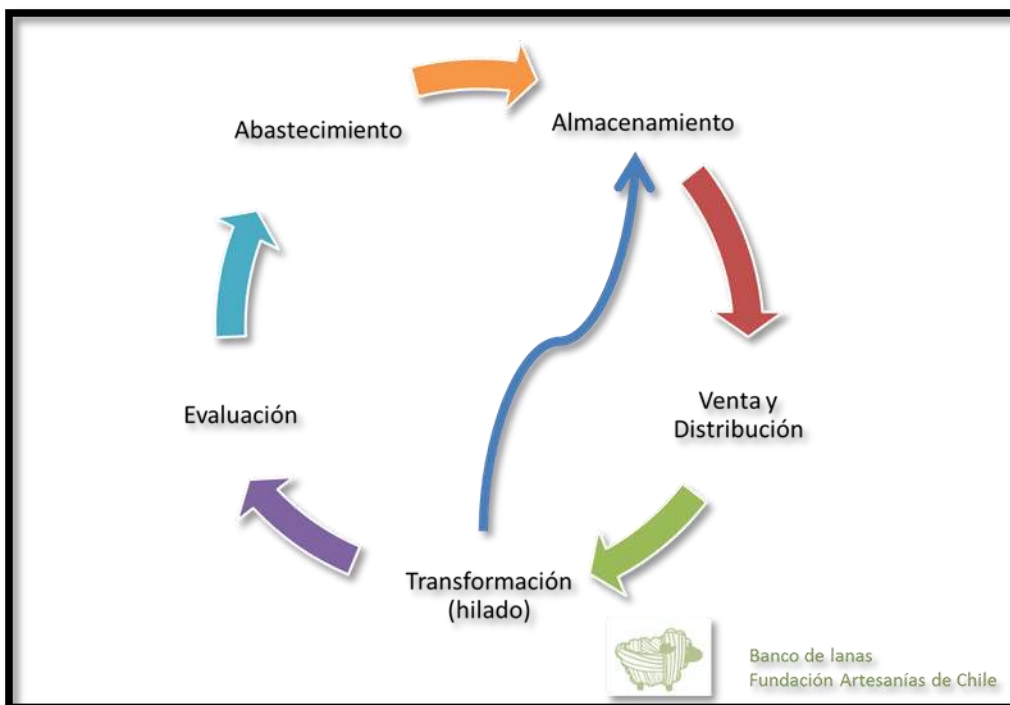 Abastecimiento
Almacenamiento
Venta y
Distribución
Transformación
(hilado)
Evaluación
Banco de lanas
Fundación Artesanías de Chile